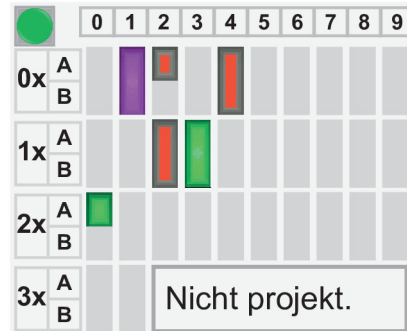 0 1 2 3 4 5 6 7 8 9
0x A
B
1x A
B
2x A
B
3x A
B
Nicht projekt.